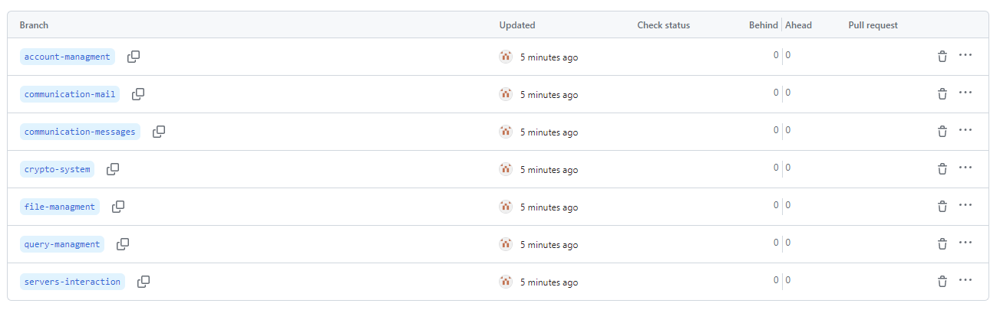 Branch Updated Check status Behind Ahead Pull request
account-managment 5 minutes ago 0 0
communication-mail 5 minutes ago 0 0
communication-messages 5 minutes ago 0 0
crypto-system 5 minutes ago 0 0
file-managment 5 minutes ago 0 0
query-managment 5 minutes ago 0 0
servers-interaction 5 minutes ago 0 0